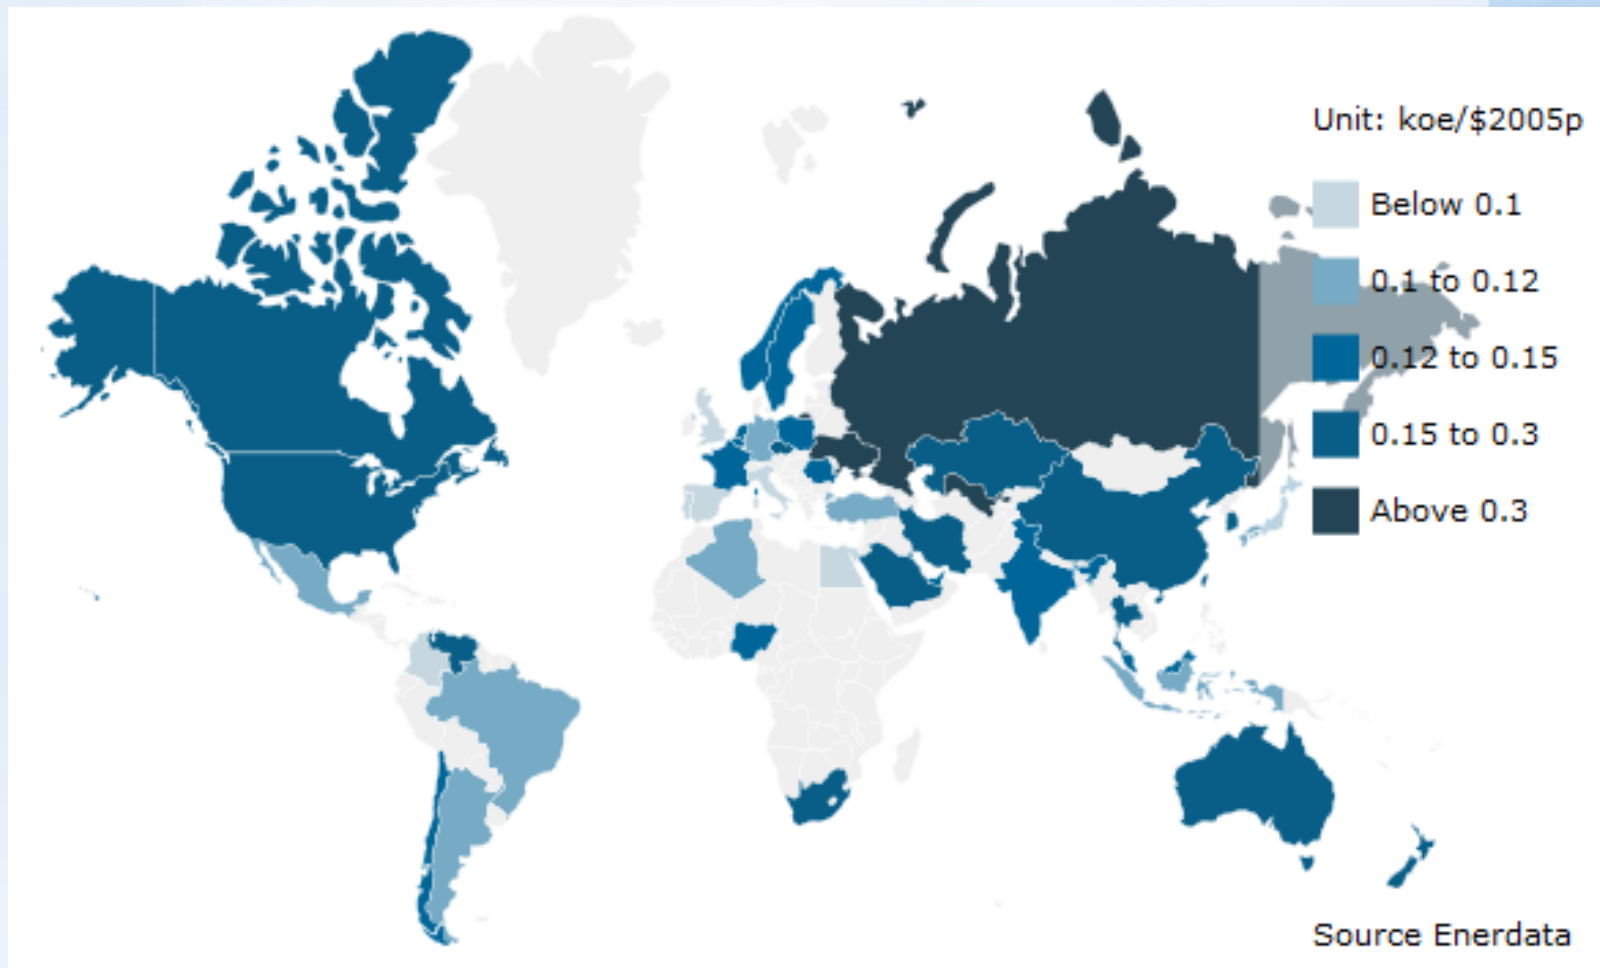 Unit: koe/$2005p
Below 0.1
0.1 to 0.12
0.12 to 0.15
0.15 to 0.3
Above 0.3
Source Enerdata